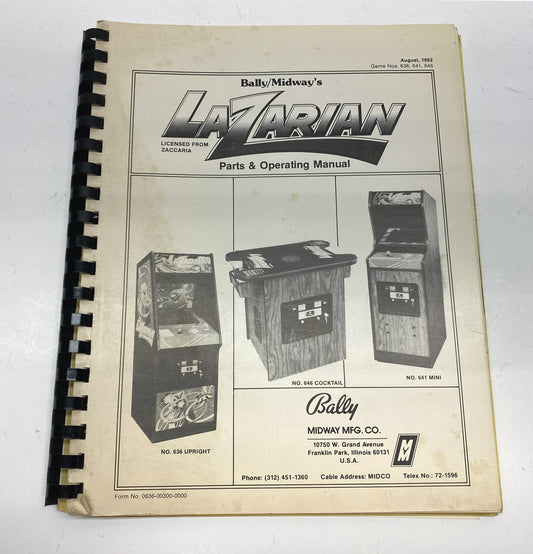 August, 1982
Game Nos. 636, 641, 646
Bally/Midway's
LAZARIAN
LICENSED FROM
ZACCARIA
Parts & Operating Manual
NO. 636 UPRIGHT
NO. 646 COCKTAIL
NO. 641 MINI
Bally
MIDWAY MFG. CO.
10750 W. Grand Avenue
Franklin Park, Illinois 60131
U.S.A.
Phone: (312) 451-1360 Cable Address: MIDCO Telex No.: 72-1596
Form No. 0636-00300-0000